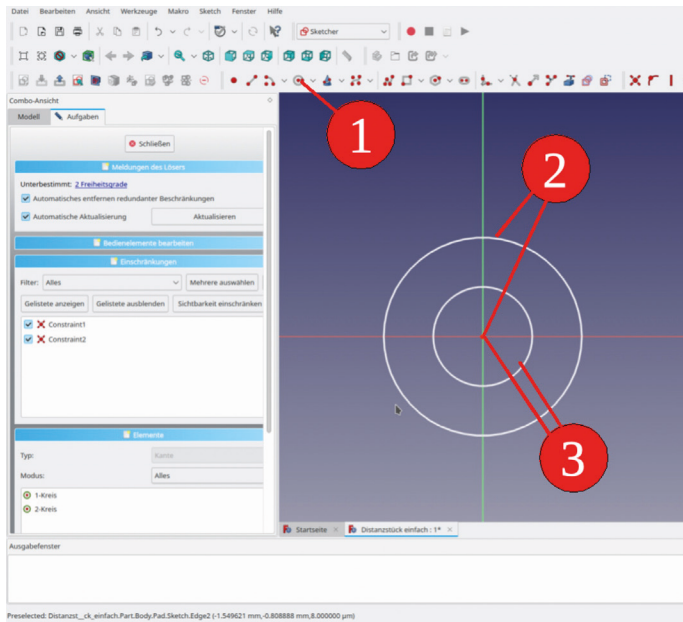 Datei Bearbeiten Ansicht Werkzeuge Makro Sketch Fenster Hilfe
Sketcher
Combo-Ansicht
Modell Aufgaben
Schließen
Meldungen des Lösers
Unterbestimmt: 2 Freiheitsgrade
Automatisches entfernen redundanter Beschränkungen
Automatische Aktualisierung Aktualisieren
Bedienelemente bearbeiten
Einschränkungen
Filter: Alles Mehrere auswählen
Gelistete anzeigen Gelistete ausblenden Sichtbarkeit einschränken
Constraint1
Constraint2
Elemente
Typ: Kante
Modus: Alles
1-Kreis
2-Kreis
1
2
3
Startseite Distanzstück einfach : 1*
Ausgabefenster
Preselected: Distanzst__ck_einfach.Part.Body.Pad.Sketch.Edge2 (-1.549621 mm,-0.808888 mm,8.000000 µm)